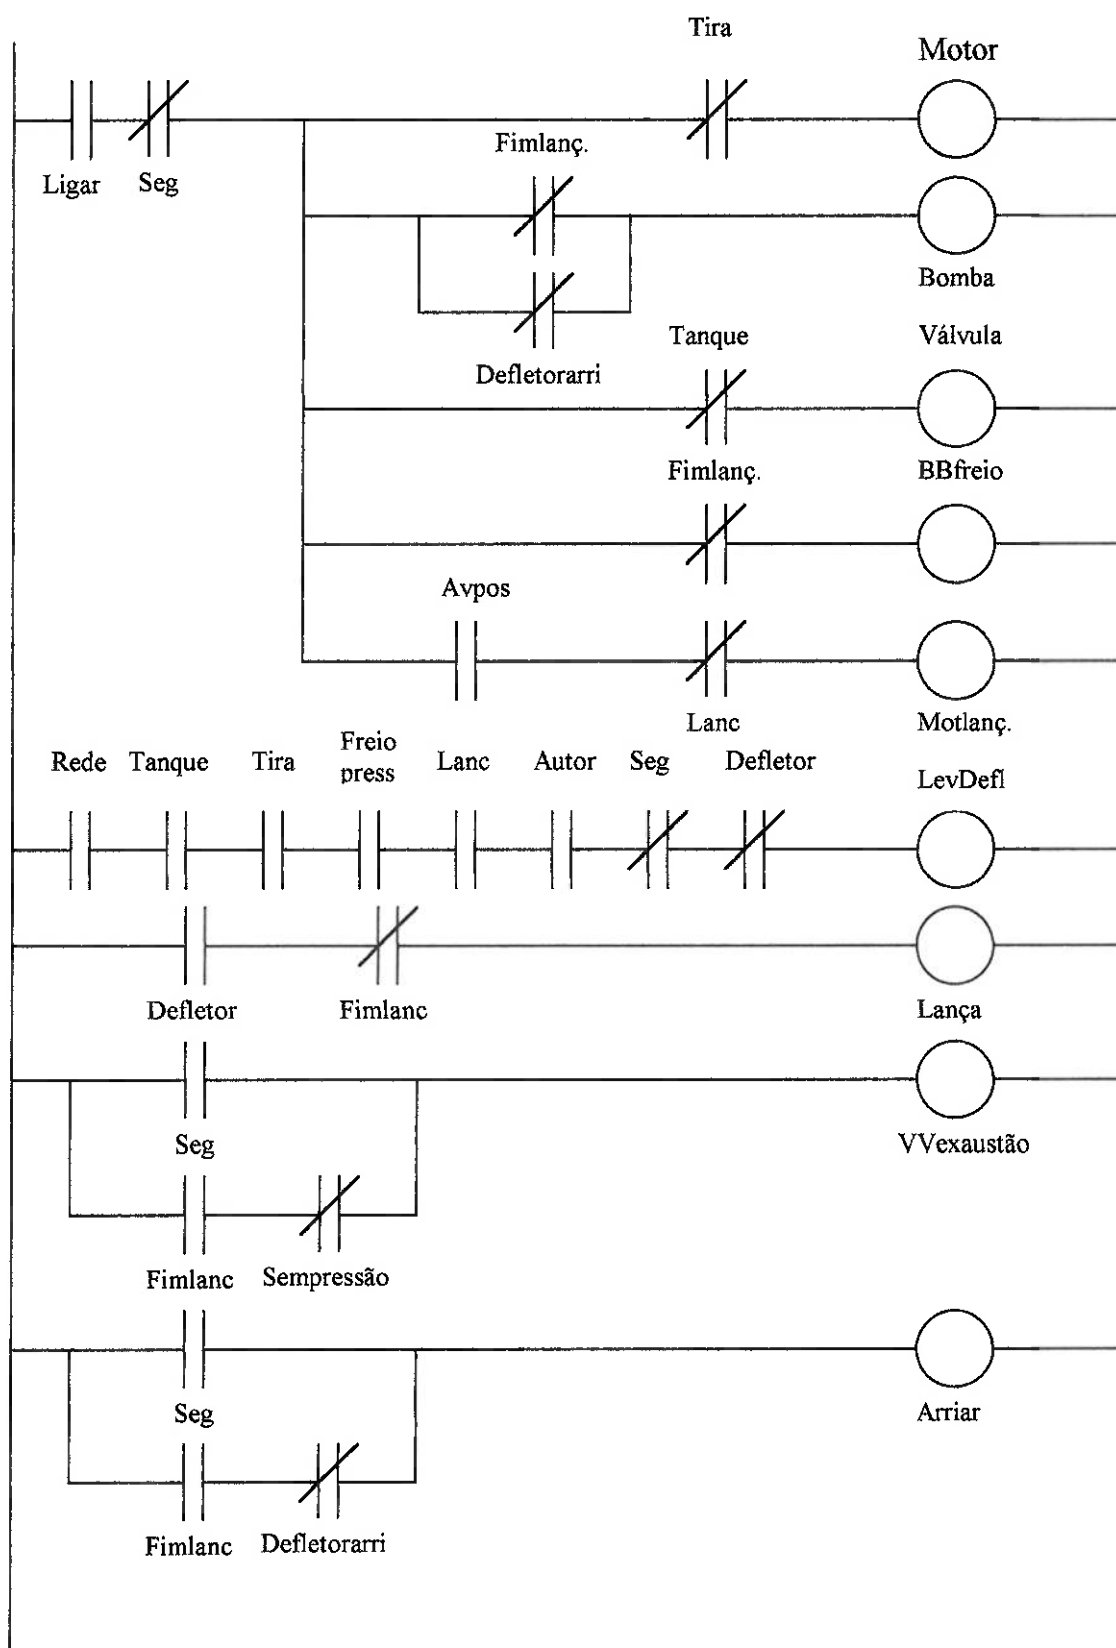 Tira
Motor
Fimlanç.
Ligar Seg
Bomba
Tanque Válvula
Defletorarri
Fimlanç. BBfreio
Avpos
Lanc Motlanç.
Rede Tanque Tira Freio press Lanc Autor Seg Defletor LevDefl
Defletor Fimlanc Lança
Seg VVexaustão
Fimlanc Sempressão
Seg Arriar
Fimlanc Defletorarri